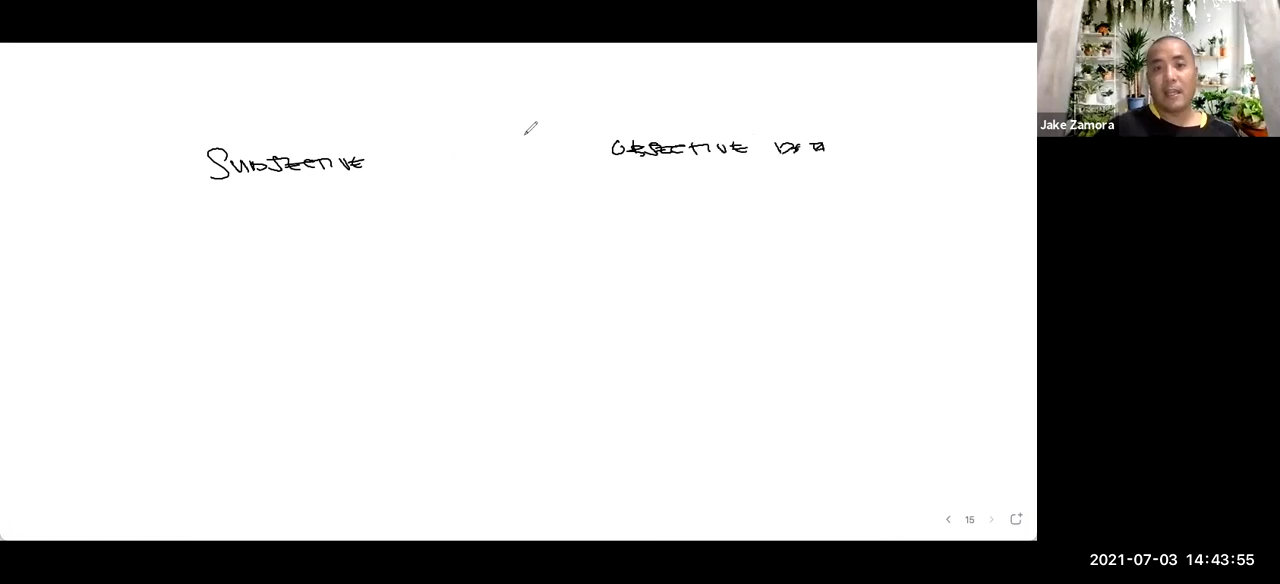 SUBJECTIVE
OBJECTIVE DATA
Jake Zamora
15
2021-07-03 14:43:55